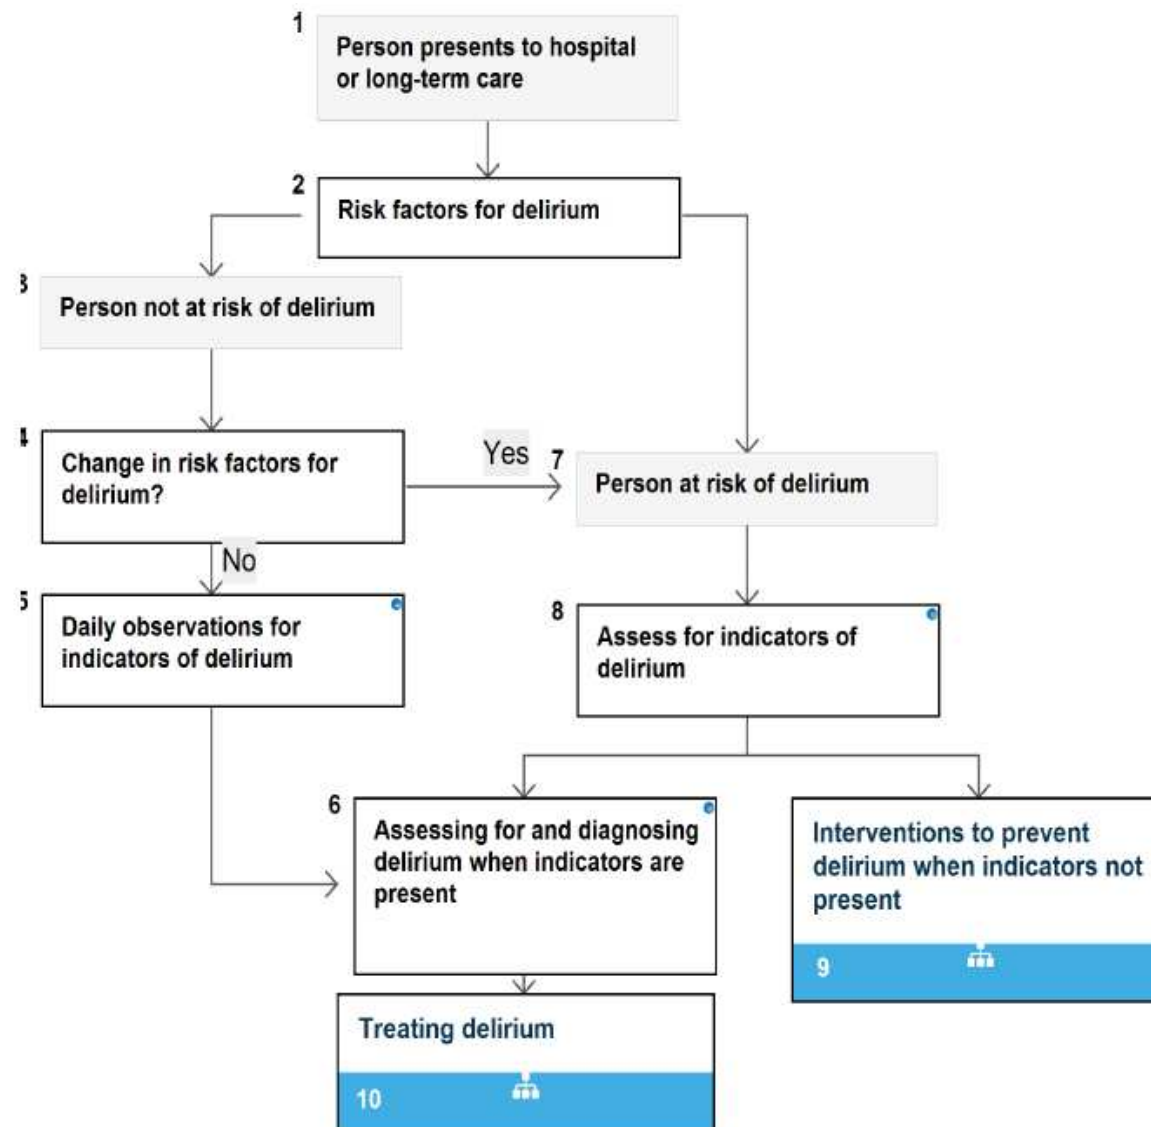 1
Person presents to hospital
or long-term care
2
Risk factors for delirium
3
Person not at risk of delirium
4
Change in risk factors for
delirium?
Yes
7
Person at risk of delirium
No
5
Daily observations for
indicators of delirium
8
Assess for indicators of
delirium
6
Assessing for and diagnosing
delirium when indicators are
present
Interventions to prevent
delirium when indicators not
present
9
Treating delirium
10